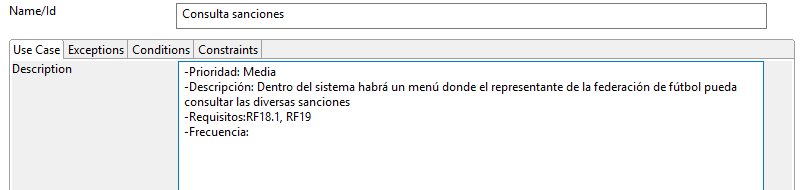 Name/Id
Consulta sanciones
Use Case Exceptions Conditions Constraints
Description
-Prioridad: Media
-Descripción: Dentro del sistema habrá un menú donde el representante de la federación de fútbol pueda
consultar las diversas sanciones
-Requisitos:RF18.1, RF19
-Frecuencia: